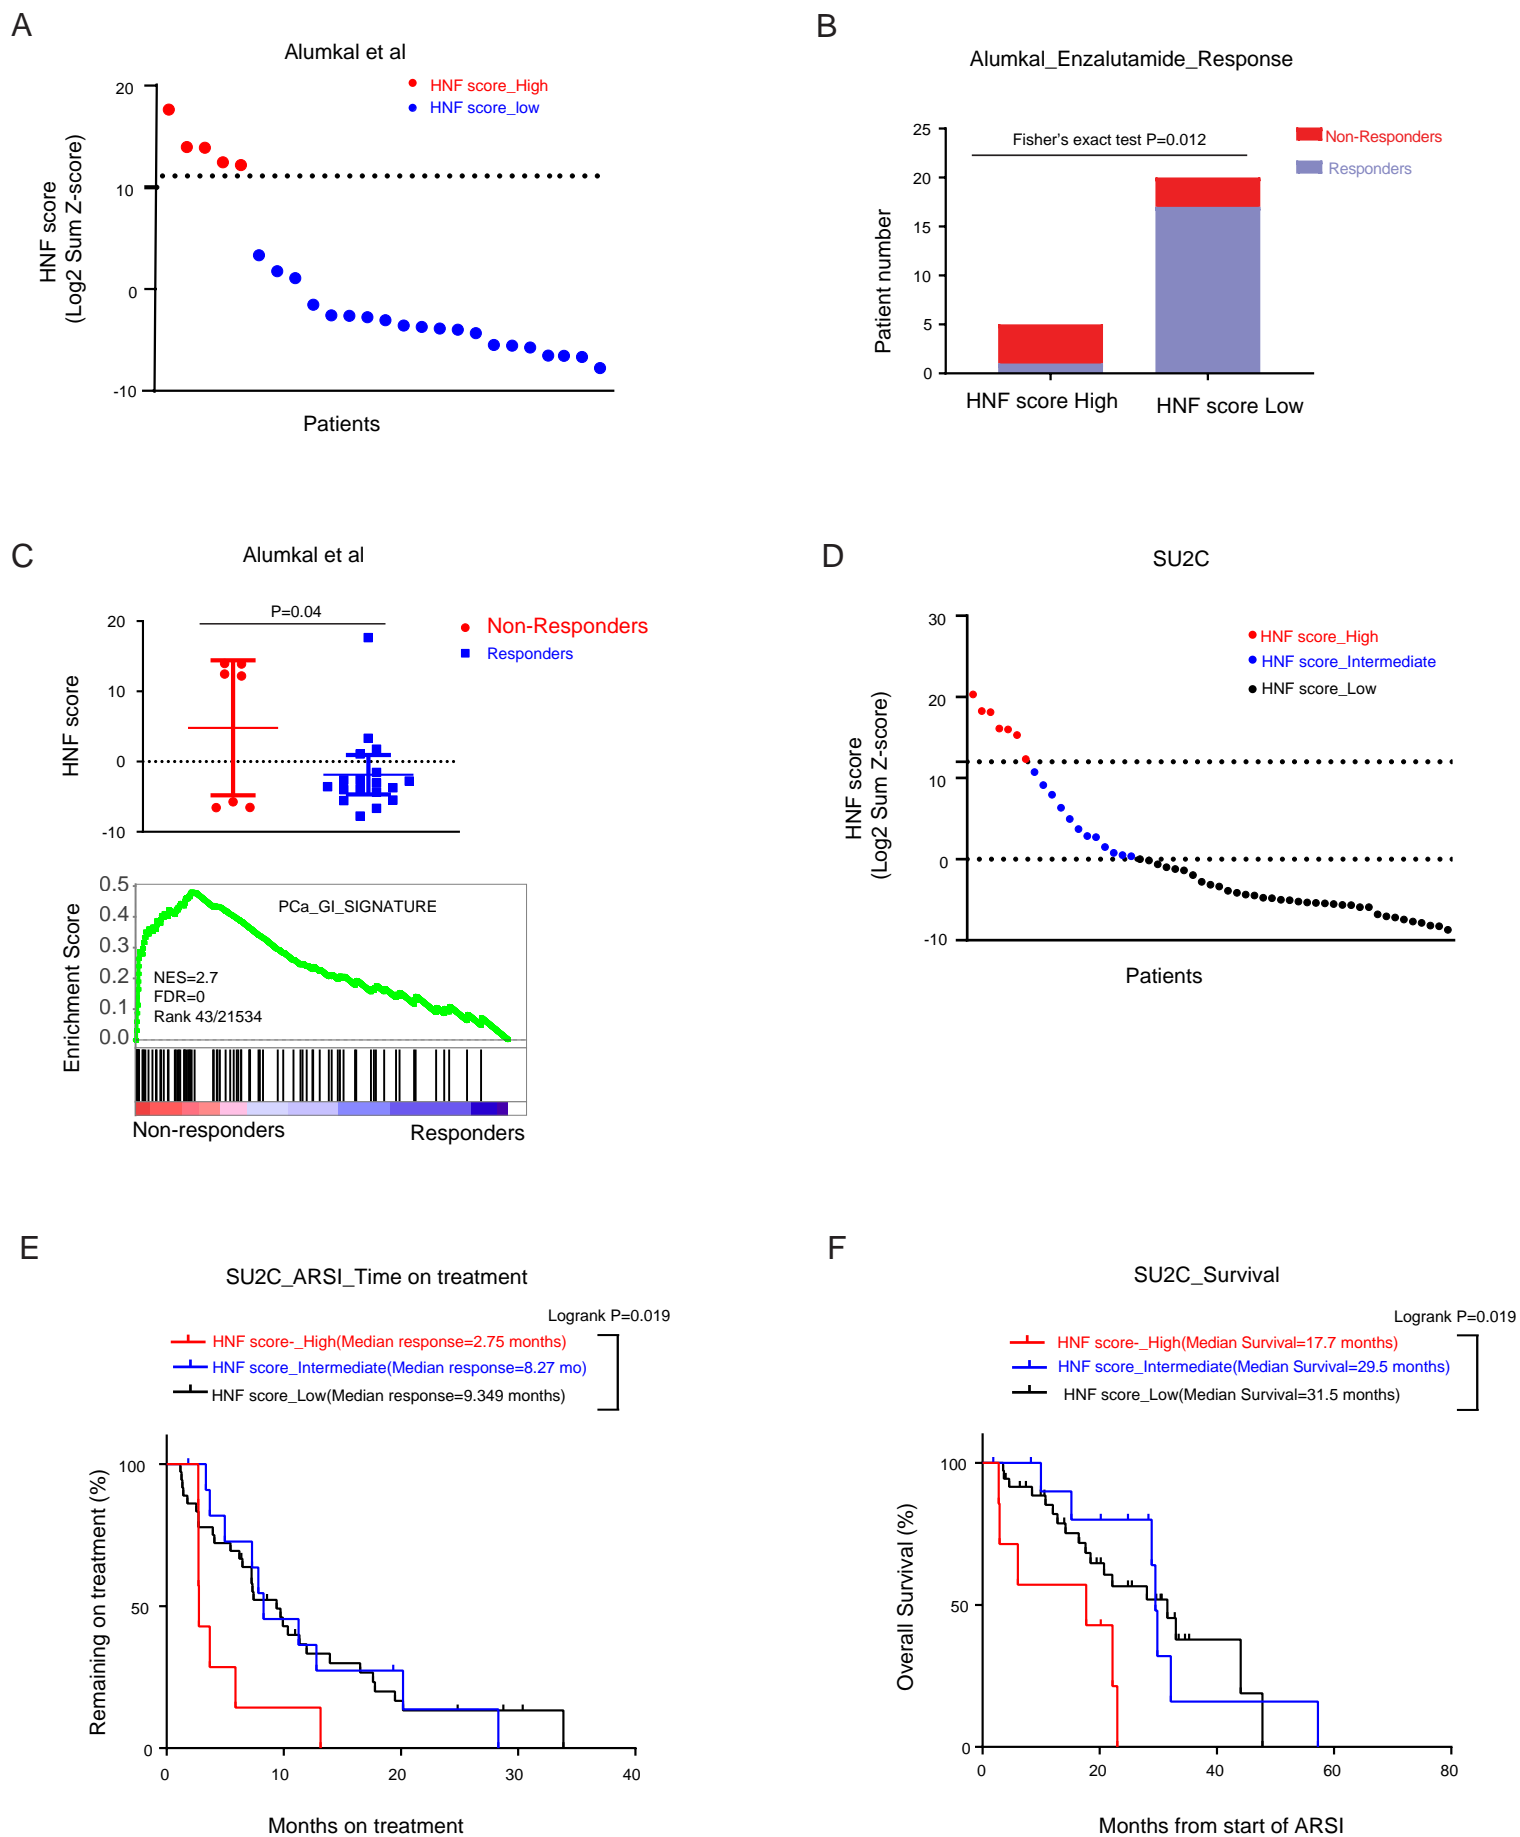 A
Alumkal et al
HNF score_High
HNF score_low
HNF score
(Log2 Sum Z-score)
20
10
0
-10
Patients
B
Alumkal_Enzalutamide_Response
Fisher's exact test P=0.012
Non-Responders
Responders
Patient number
25
20
15
10
5
0
HNF score High
HNF score Low
C
Alumkal et al
P=0.04
Non-Responders
Responders
HNF score
20
10
0
-10
PCa_GI_SIGNATURE
Enrichment Score
0.5
0.4
0.3
0.2
0.1
0.0
NES=2.7
FDR=0
Rank 43/21534
Non-responders
Responders
D
SU2C
HNF score_High
HNF score_Intermediate
HNF score_Low
HNF score
(Log2 Sum Z-score)
30
20
10
0
-10
Patients
E
SU2C_ARSI_Time on treatment
Logrank P=0.019
HNF score-_High(Median response=2.75 months)
HNF score_Intermediate(Median response=8.27 mo)
HNF score_Low(Median response=9.349 months)
Remaining on treatment (%)
100
50
0
0 10 20 30 40
Months on treatment
F
SU2C_Survival
Logrank P=0.019
HNF score-_High(Median Survival=17.7 months)
HNF score_Intermediate(Median Survival=29.5 months)
HNF score_Low(Median Survival=31.5 months)
Overall Survival (%)
100
50
0
0 20 40 60 80
Months from start of ARSI